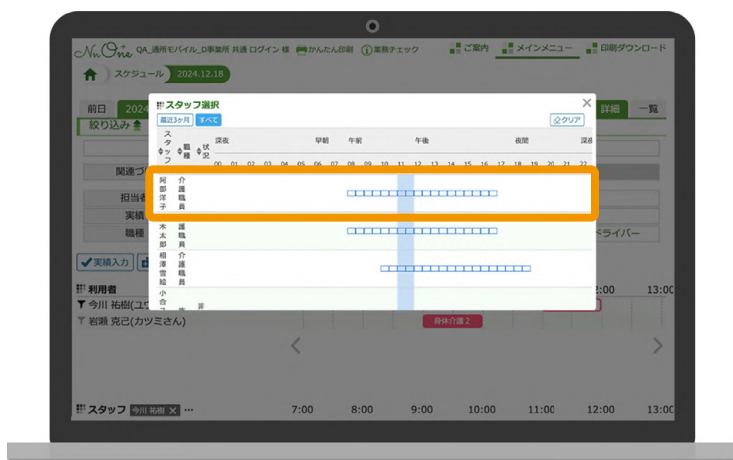 NnOne QA_通所モバイル_D事業所 共通 ログイン 様 かんたん印刷 業務チェック ご案内 メインメニュー 印刷ダウンロード
スケジュール 2024.12.18
前日 2024 詳細 一覧
絞り込み
スタッフ選択
最近3ヶ月 すべて クリア
スタッフ 職種 状況
深夜 早朝 午前 午後 夜間 深夜
00 01 02 03 04 05 06 07 08 09 10 11 12 13 14 15 16 17 18 19 20 21 22
阿部洋子 介護職員
木太郎 護職員
相澤雪絵 介護職員
小合
関連づ
担当者
実績
職種 ドライバー
実績入力
利用者 :00 13:00
今川 祐樹(ユウ
岩瀬 克己(カツミさん) 身体介護2
スタッフ 今川 祐樹 ✕ … 7:00 8:00 9:00 10:00 11:00 12:00 13:00